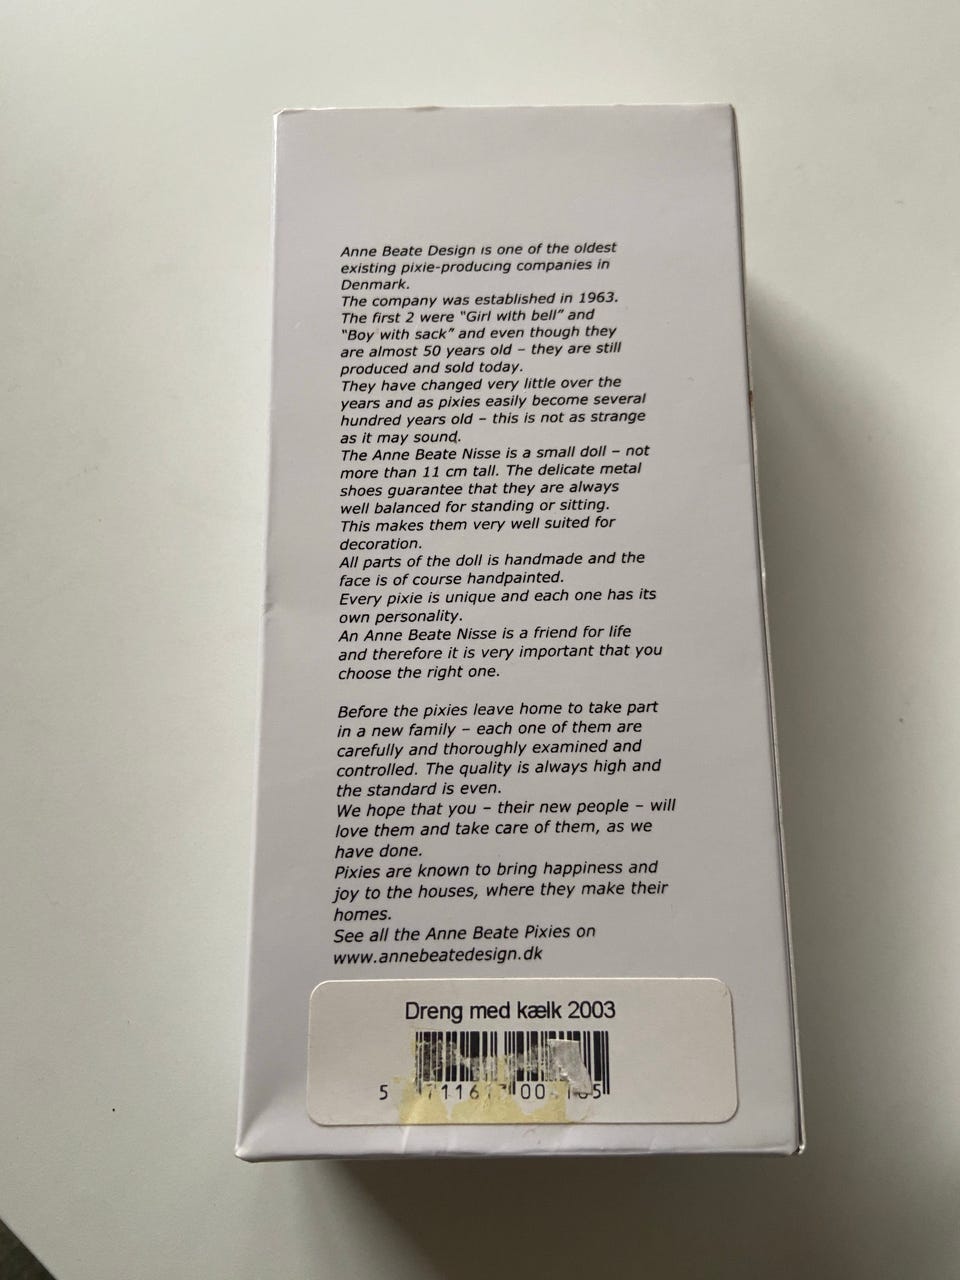 Anne Beate Design is one of the oldest
existing pixie-producing companies in
Denmark.
The company was established in 1963.
The first 2 were "Girl with bell" and
"Boy with sack" and even though they
are almost 50 years old – they are still
produced and sold today.
They have changed very little over the
years and as pixies easily become several
hundred years old – this is not as strange
as it may sound.
The Anne Beate Nisse is a small doll – not
more than 11 cm tall. The delicate metal
shoes guarantee that they are always
well balanced for standing or sitting.
This makes them very well suited for
decoration.
All parts of the doll is handmade and the
face is of course handpainted.
Every pixie is unique and each one has its
own personality.
An Anne Beate Nisse is a friend for life
and therefore it is very important that you
choose the right one.
Before the pixies leave home to take part
in a new family – each one of them are
carefully and thoroughly examined and
controlled. The quality is always high and
the standard is even.
We hope that you – their new people – will
love them and take care of them, as we
have done.
Pixies are known to bring happiness and
joy to the houses, where they make their
homes.
See all the Anne Beate Pixies on
www.annebeatedesign.dk
Dreng med kælk 2003
5